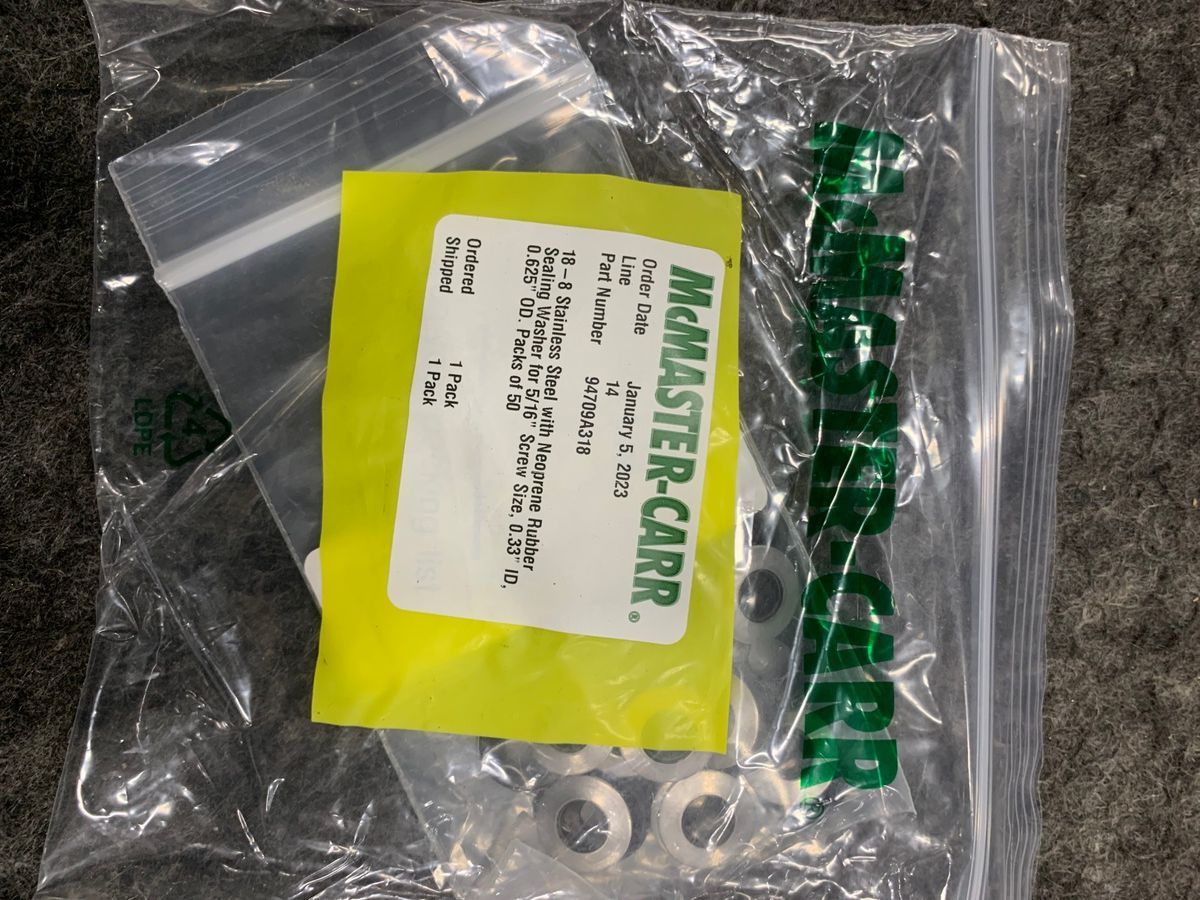 McMASTER-CARR®
McMASTER-CARR®
Order Date January 5, 2023
Line 14
Part Number 94709A318
18 – 8 Stainless Steel with Neoprene Rubber
Sealing Washer for 5/16" Screw Size, 0.33" ID,
0.625" OD. Packs of 50
Ordered 1 Pack
Shipped 1 Pack
4
LDPE